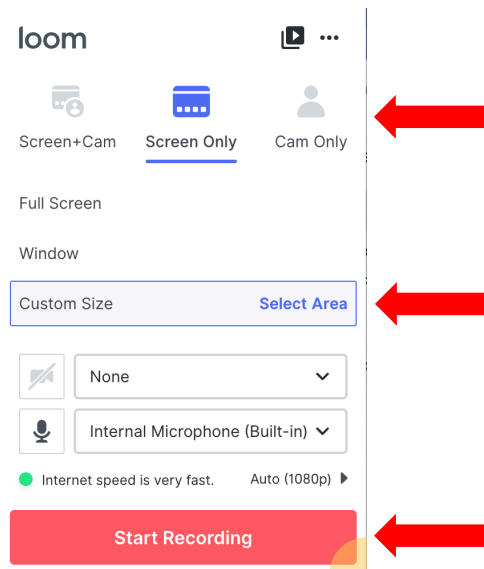 loom
Screen+Cam Screen Only Cam Only
Full Screen
Window
Custom Size Select Area
None
Internal Microphone (Built-in)
Internet speed is very fast. Auto (1080p)
Start Recording